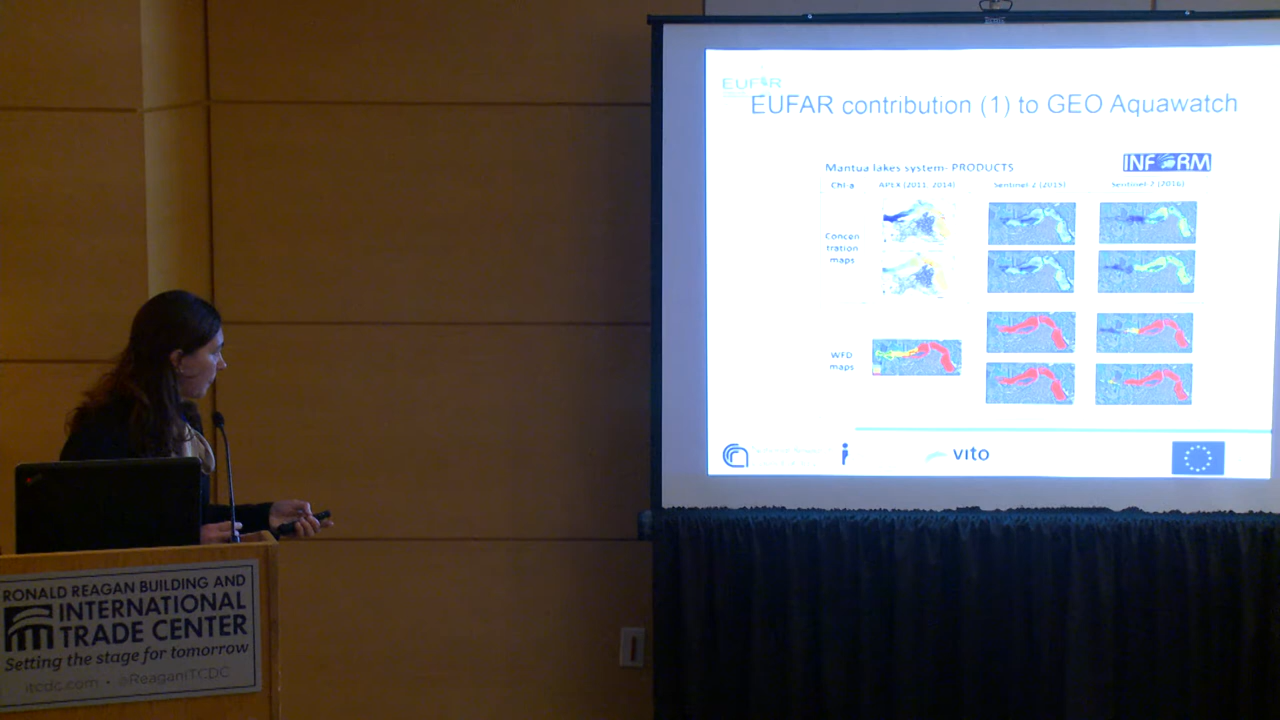 EUFAR
EUFAR contribution (1) to GEO Aquawatch
Mantua lakes system- PRODUCTS
INFORM
Chl-a
APEX (2011, 2014)
Sentinel-2 (2015)
Sentinel-2 (2016)
Concen
tration
maps
WFD
maps
vito
RONALD REAGAN BUILDING AND
INTERNATIONAL
TRADE CENTER
Setting the stage for tomorrow
itcdc.com • @ReaganITCDC